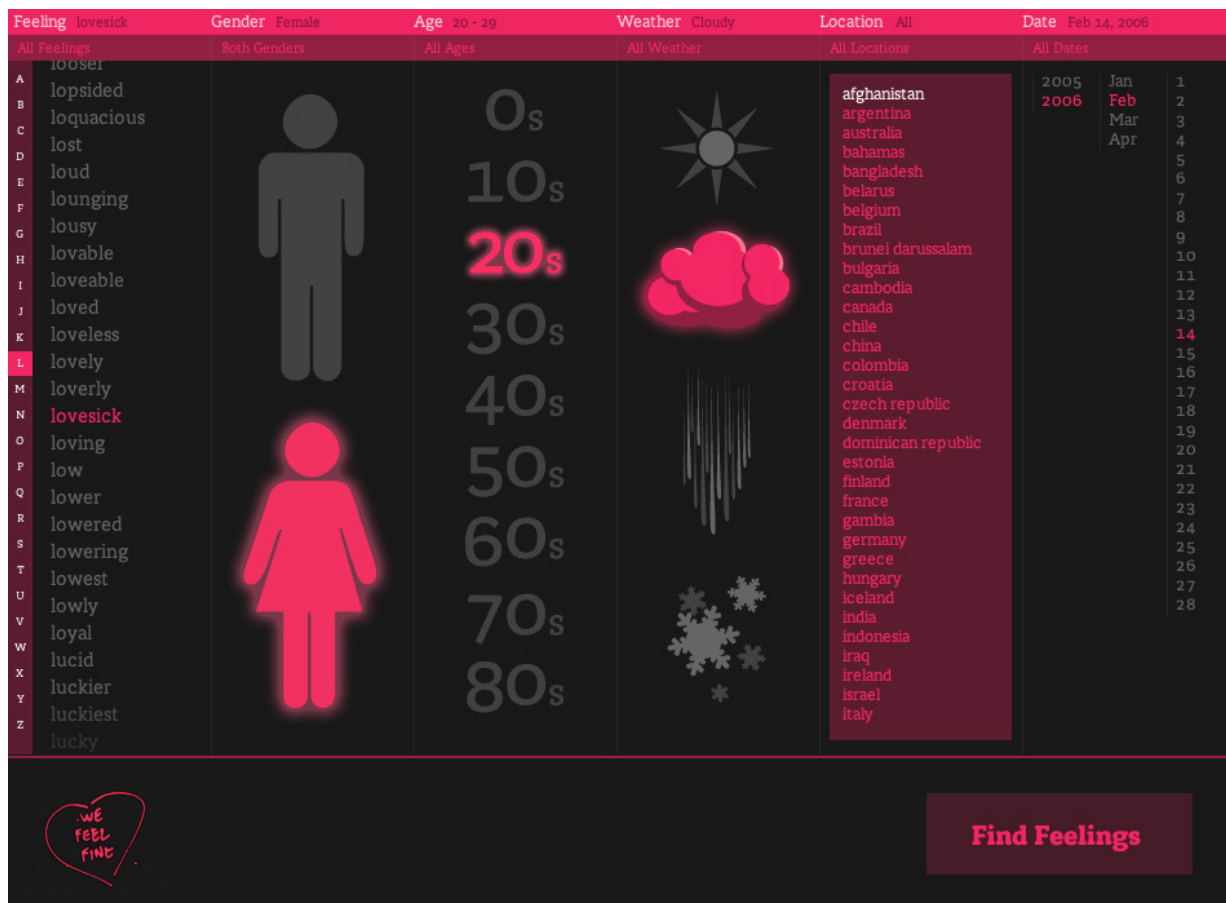 Feeling lovesick
Gender Female
Age 20 - 29
Weather Cloudy
Location All
Date Feb 14, 2006
All Feelings
Both Genders
All Ages
All Weather
All Locations
All Dates
A
B
C
D
E
F
G
H
I
J
K
L
M
N
O
P
Q
R
S
T
U
V
W
X
Y
Z
looser
lopsided
loquacious
lost
loud
lounging
lousy
lovable
loveable
loved
loveless
lovely
loverly
lovesick
loving
low
lower
lowered
lowering
lowest
lowly
loyal
lucid
luckier
luckiest
lucky
0s
10s
20s
30s
40s
50s
60s
70s
80s
afghanistan
argentina
australia
bahamas
bangladesh
belarus
belgium
brazil
brunei darussalam
bulgaria
cambodia
canada
chile
china
colombia
croatia
czech republic
denmark
dominican republic
estonia
finland
france
gambia
germany
greece
hungary
iceland
india
indonesia
iraq
ireland
israel
italy
2005
2006
Jan
Feb
Mar
Apr
1
2
3
4
5
6
7
8
9
10
11
12
13
14
15
16
17
18
19
20
21
22
23
24
25
26
27
28
WE
FEEL
FINE
Find Feelings